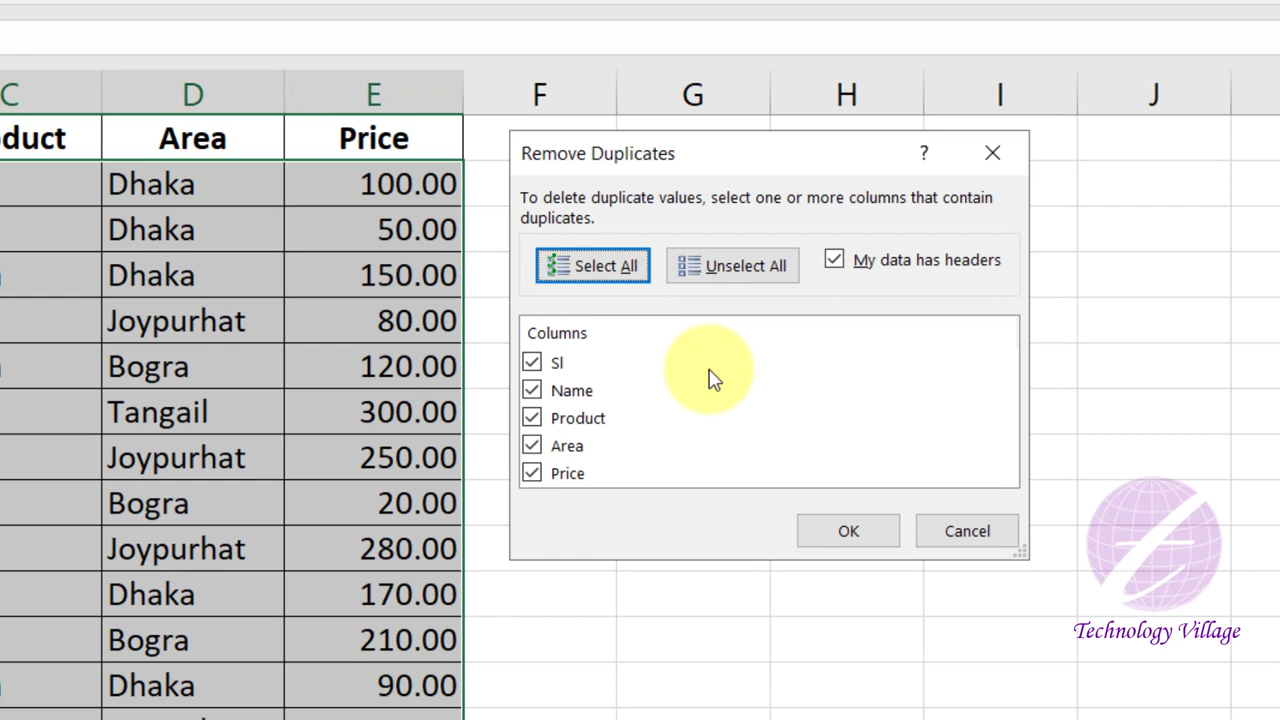 C D E F G H I J
duct Area Price
Dhaka 100.00
Dhaka 50.00
Dhaka 150.00
Joypurhat 80.00
Bogra 120.00
Tangail 300.00
Joypurhat 250.00
Bogra 20.00
Joypurhat 280.00
Dhaka 170.00
Bogra 210.00
Dhaka 90.00
Remove Duplicates ?
To delete duplicate values, select one or more columns that contain
duplicates.
Select All Unselect All My data has headers
Columns
Sl
Name
Product
Area
Price
OK Cancel
Technology Village